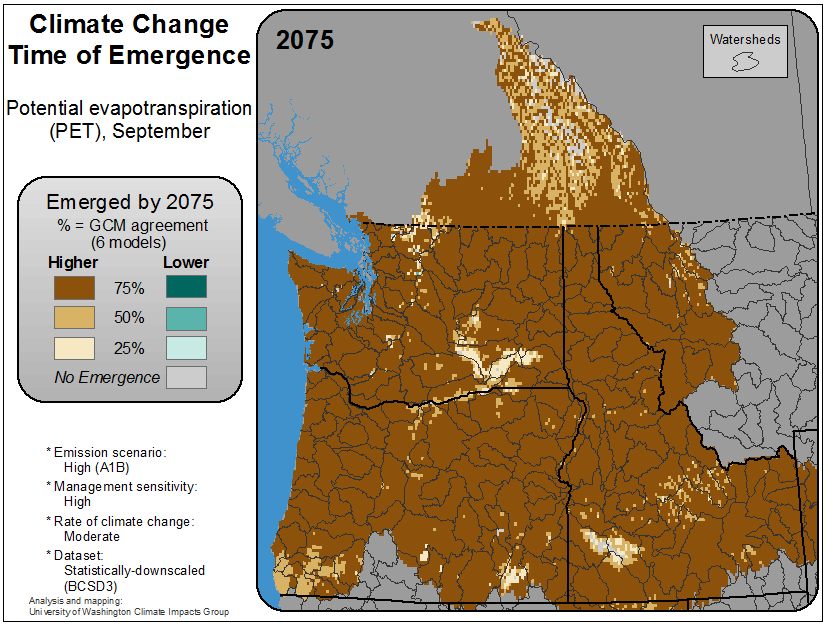 Climate Change
Time of Emergence
Potential evapotranspiration
(PET), September
Emerged by 2075
% = GCM agreement
(6 models)
Higher Lower
75%
50%
25%
No Emergence
* Emission scenario:
High (A1B)
* Management sensitivity:
High
* Rate of climate change:
Moderate
* Dataset:
Statistically-downscaled
(BCSD3)
Analysis and mapping:
University of Washington Climate Impacts Group
2075
Watersheds